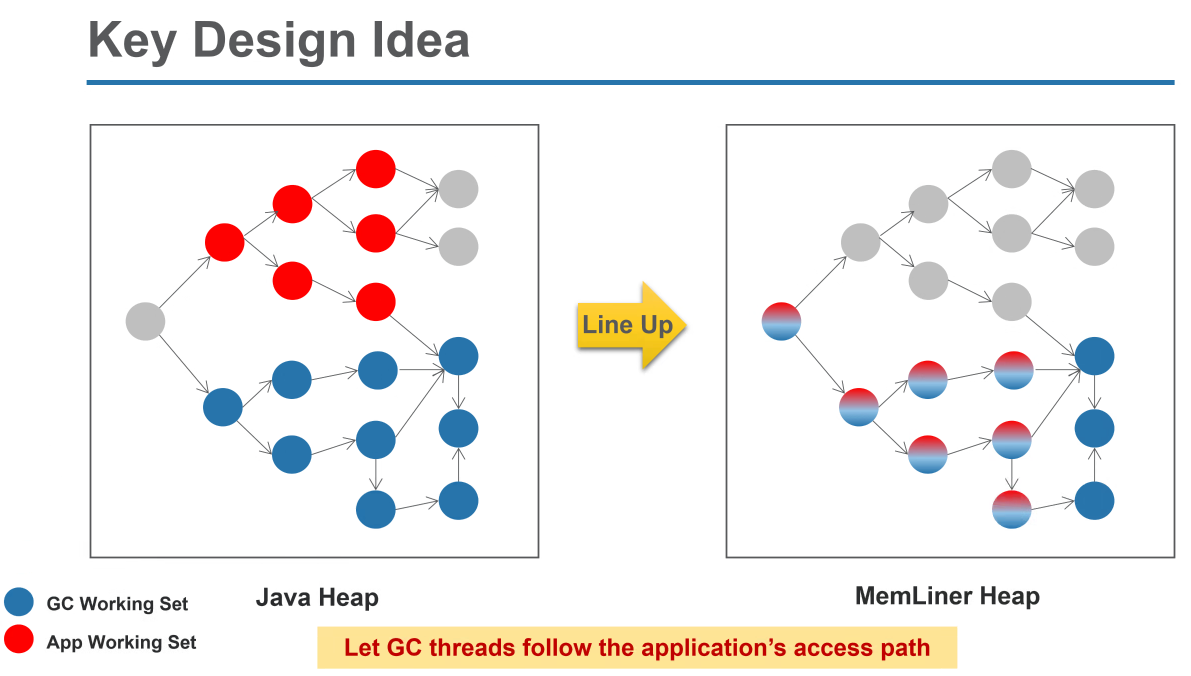 Key Design Idea
Line Up
Java Heap
MemLiner Heap
GC Working Set
App Working Set
Let GC threads follow the application's access path